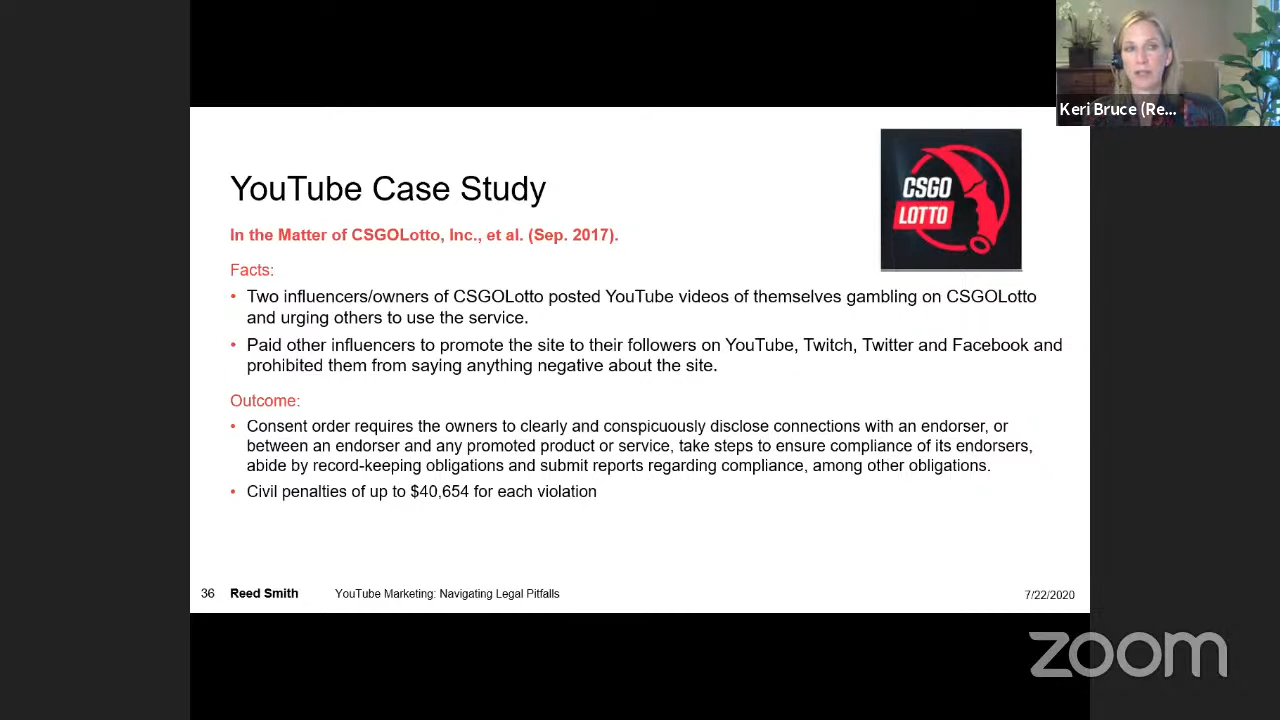 Keri Bruce (Re...
CSGO
LOTTO
YouTube Case Study
In the Matter of CSGOLotto, Inc., et al. (Sep. 2017).
Facts:
• Two influencers/owners of CSGOLotto posted YouTube videos of themselves gambling on CSGOLotto
and urging others to use the service.
• Paid other influencers to promote the site to their followers on YouTube, Twitch, Twitter and Facebook and
prohibited them from saying anything negative about the site.
Outcome:
• Consent order requires the owners to clearly and conspicuously disclose connections with an endorser, or
between an endorser and any promoted product or service, take steps to ensure compliance of its endorsers,
abide by record-keeping obligations and submit reports regarding compliance, among other obligations.
• Civil penalties of up to $40,654 for each violation
36 Reed Smith YouTube Marketing: Navigating Legal Pitfalls 7/22/2020
zoom